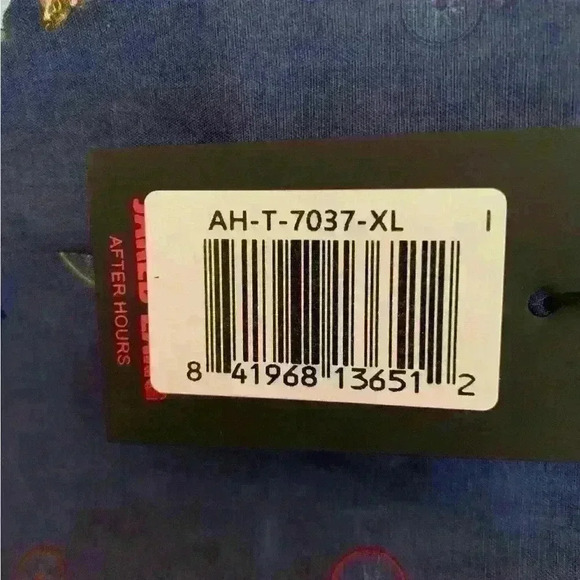 AH-T-7037-XL I
8 41968 13651 2
AFTER HOURS